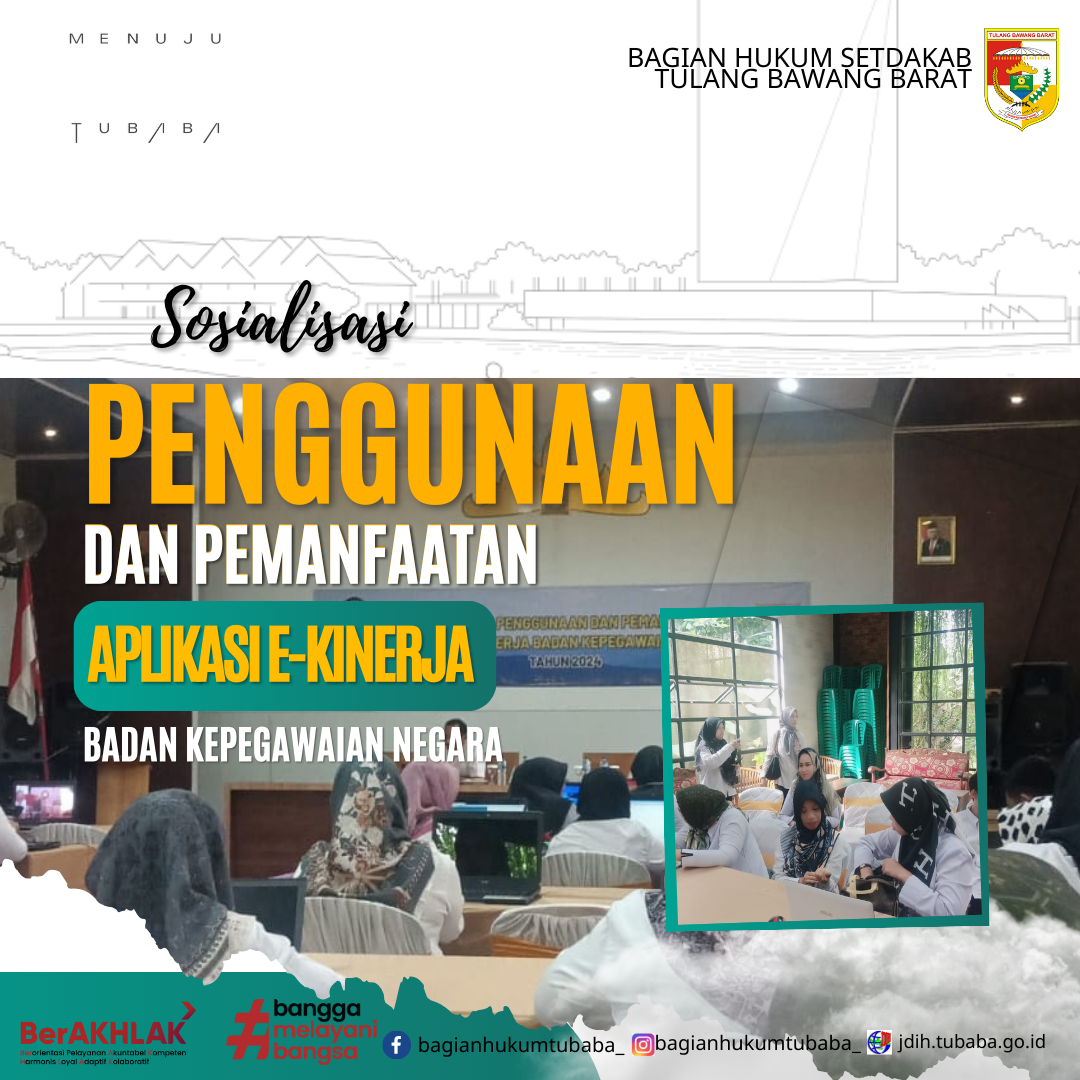 MENUJU
TUBABA
BAGIAN HUKUM SETDAKAB
TULANG BAWANG BARAT
TULANG BAWANG BARAT
Sosialisasi
PENGGUNAAN
DAN PEMANFAATAN
APLIKASI E-KINERJA
BADAN KEPEGAWAIAN NEGARA
PENGGUNAAN DAN PEMA
ERJA BADAN KEPEGAWAI
TAHUN 2024
BerAKHLAK
Berorientasi Pelayanan Akuntabel Kompeten
Harmonis Loyal Adaptif Kolaboratif
#bangga
melayani
bangsa
bagianhukumtubaba_
bagianhukumtubaba_
jdih.tubaba.go.id